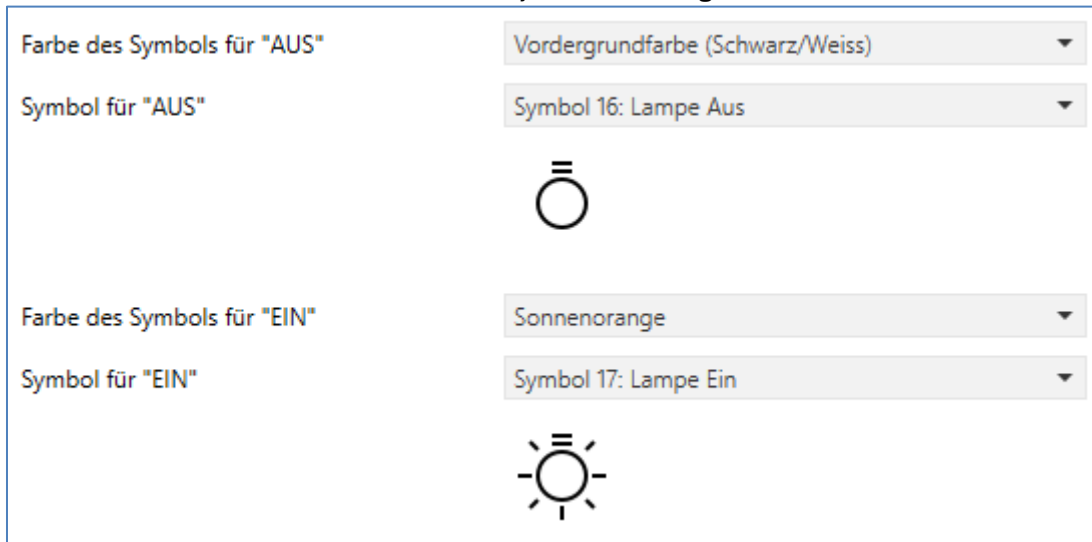 Farbe des Symbols für "AUS" Vordergrundfarbe (Schwarz/Weiss)
Symbol für "AUS" Symbol 16: Lampe Aus
Farbe des Symbols für "EIN" Sonnenorange
Symbol für "EIN" Symbol 17: Lampe Ein